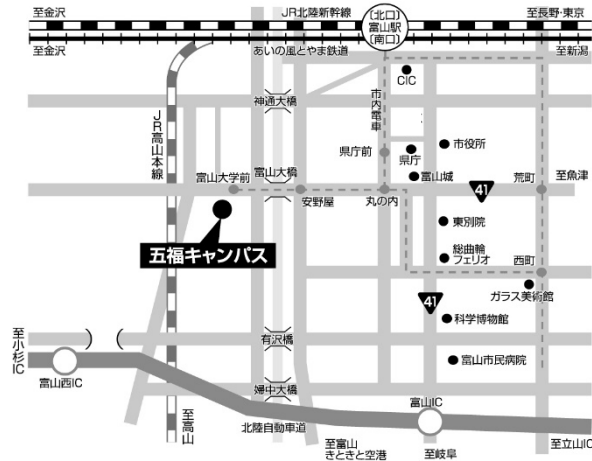 至金沢
JR北陸新幹線
〔北口〕
富山駅
〔南口〕
至長野・東京
至金沢
あいの風とやま鉄道
至新潟
CIC
神通大橋
市内電車
JR高山本線
市役所
県庁前
県庁
富山大学前
富山大橋
富山城
荒町
至魚津
41
安野屋
丸の内
東別院
五福キャンパス
総曲輪
フェリオ
西町
ガラス美術館
41
科学博物館
至小杉IC
有沢橋
富山市民病院
富山西IC
婦中大橋
富山IC
至高山
北陸自動車道
至富山
きときと空港
至岐阜
至立山IC